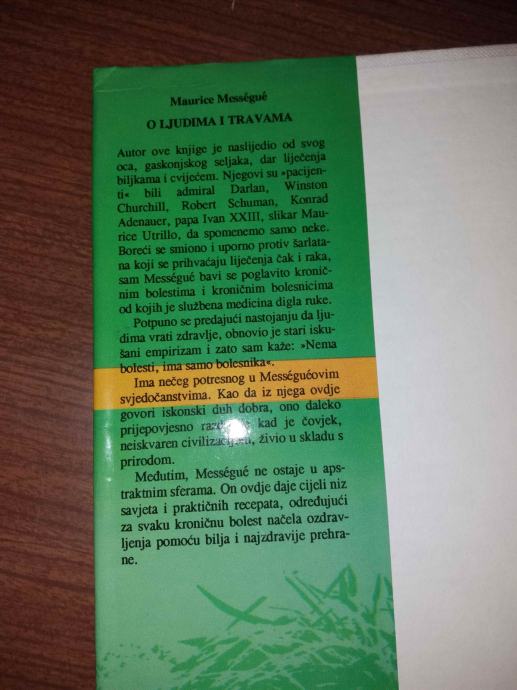 Maurice Mességué
O LJUDIMA I TRAVAMA
Autor ove knjige je naslijedio od svog
oca, gaskonjskog seljaka, dar liječenja
biljkama i cvijećem. Njegovi su »pacijen-
ti« bili admiral Darlan, Winston
Churchill, Robert Schuman, Konrad
Adenauer, papa Ivan XXIII, slikar Mau-
rice Utrillo, da spomenemo samo neke.
Boreći se smiono i uporno protiv šarlata-
na koji se prihvaćaju liječenja čak i raka,
sam Mességué bavi se poglavito kronič-
nim bolestima i kroničnim bolesnicima
od kojih je službena medicina digla ruke.
Potpuno se predajući nastojanju da lju-
dima vrati zdravlje, obnovio je stari isku-
šani empirizam i zato sam kaže: »Nema
bolesti, ima samo bolesnika«.
Ima nečeg potresnog u Mességuéovim
svjedočanstvima. Kao da iz njega ovdje
govori iskonski duh dobra, ono daleko
prijepovjesno kad je čovjek,
neiskvaren civilizacijom, živio u skladu s
prirodom.
Međutim, Mességué ne ostaje u aps-
traktnim sferama. On ovdje daje cijeli niz
savjeta i praktičnih recepata, određujući
za svaku kroničnu bolest načela ozdrav-
ljenja pomoću bilja i najzdravije prehra-
ne.